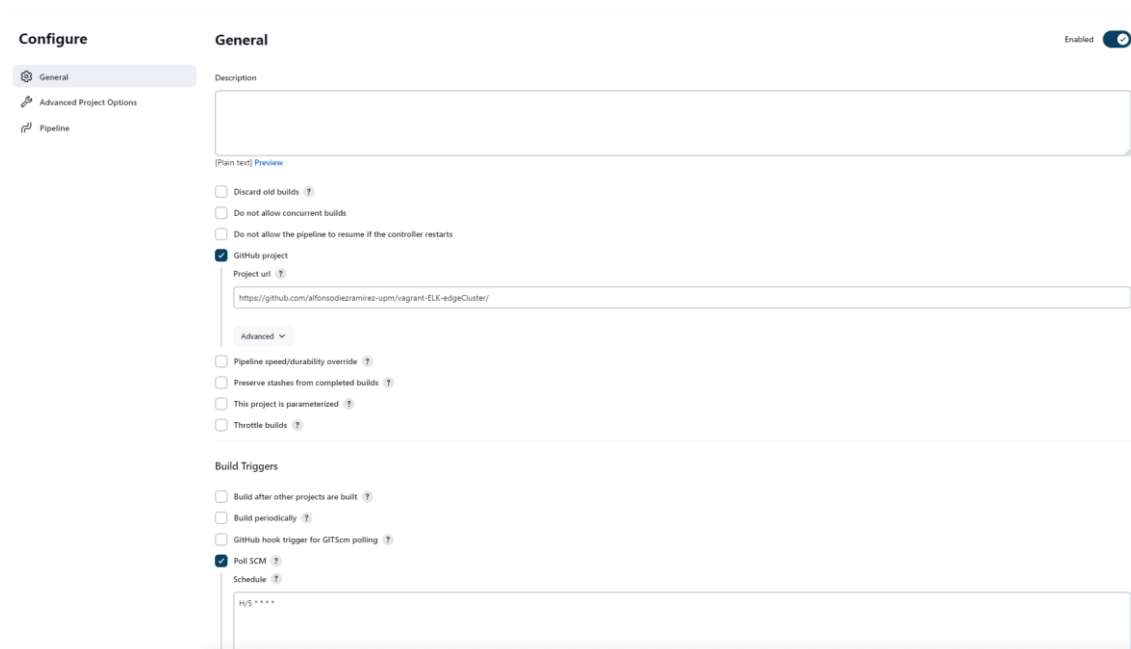 Configure
General
Advanced Project Options
Pipeline
General
Enabled
Description
[Plain text] Preview
Discard old builds ?
Do not allow concurrent builds
Do not allow the pipeline to resume if the controller restarts
GitHub project
Project url ?
https://github.com/alfonsodiezramirez-upm/vagrant-ELK-edgeCluster/
Advanced
Pipeline speed/durability override ?
Preserve stashes from completed builds ?
This project is parameterized ?
Throttle builds ?
Build Triggers
Build after other projects are built ?
Build periodically ?
GitHub hook trigger for GITScm polling ?
Poll SCM ?
Schedule ?
H/5 * * * *